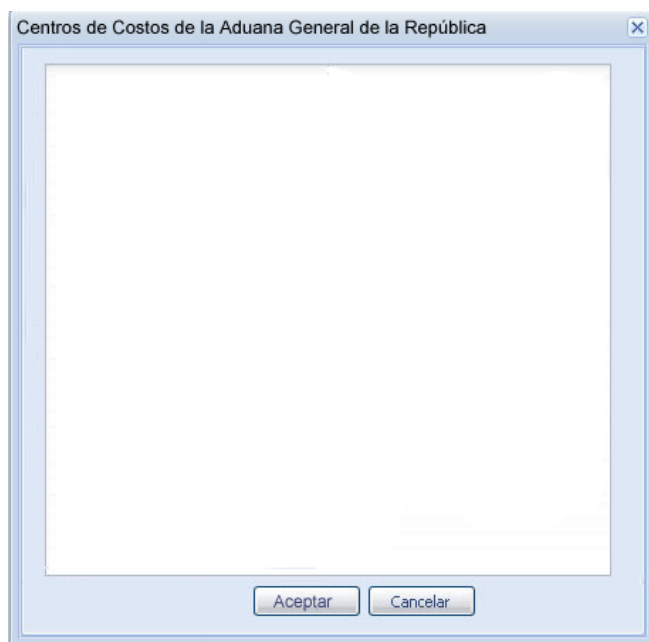 Centros de Costos de la Aduana General de la República
Aceptar Cancelar